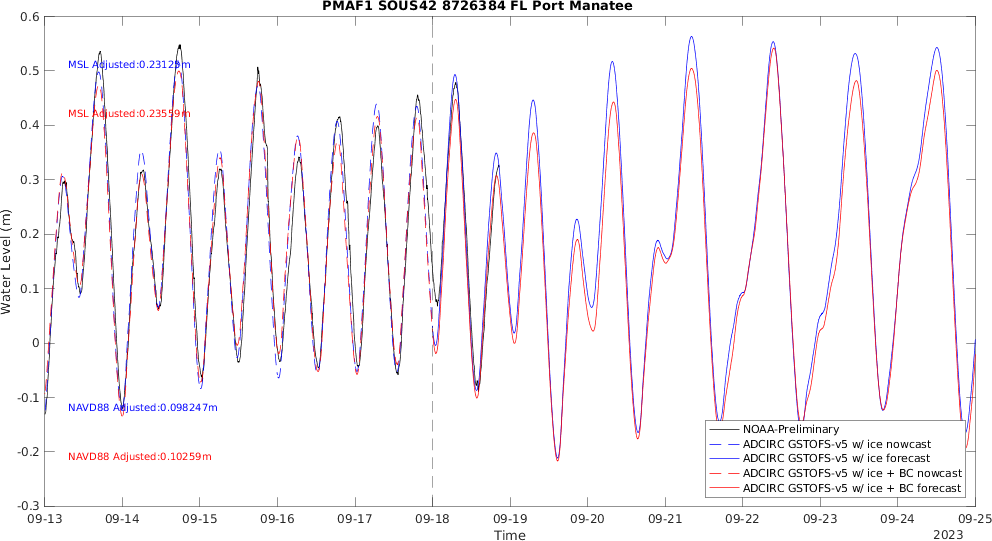 PMAF1 SOUS42 8726384 FL Port Manatee
0.6
0.5
0.4
0.3
0.2
0.1
0
-0.1
-0.2
-0.3
Water Level (m)
MSL Adjusted:0.23129m
MSL Adjusted:0.23559m
NAVD88 Adjusted:0.098247m
NAVD88 Adjusted:0.10259m
NOAA-Preliminary
ADCIRC GSTOFS-v5 w/ ice nowcast
ADCIRC GSTOFS-v5 w/ ice forecast
ADCIRC GSTOFS-v5 w/ ice + BC nowcast
ADCIRC GSTOFS-v5 w/ ice + BC forecast
09-13 09-14 09-15 09-16 09-17 09-18 09-19 09-20 09-21 09-22 09-23 09-24 09-25
Time
2023